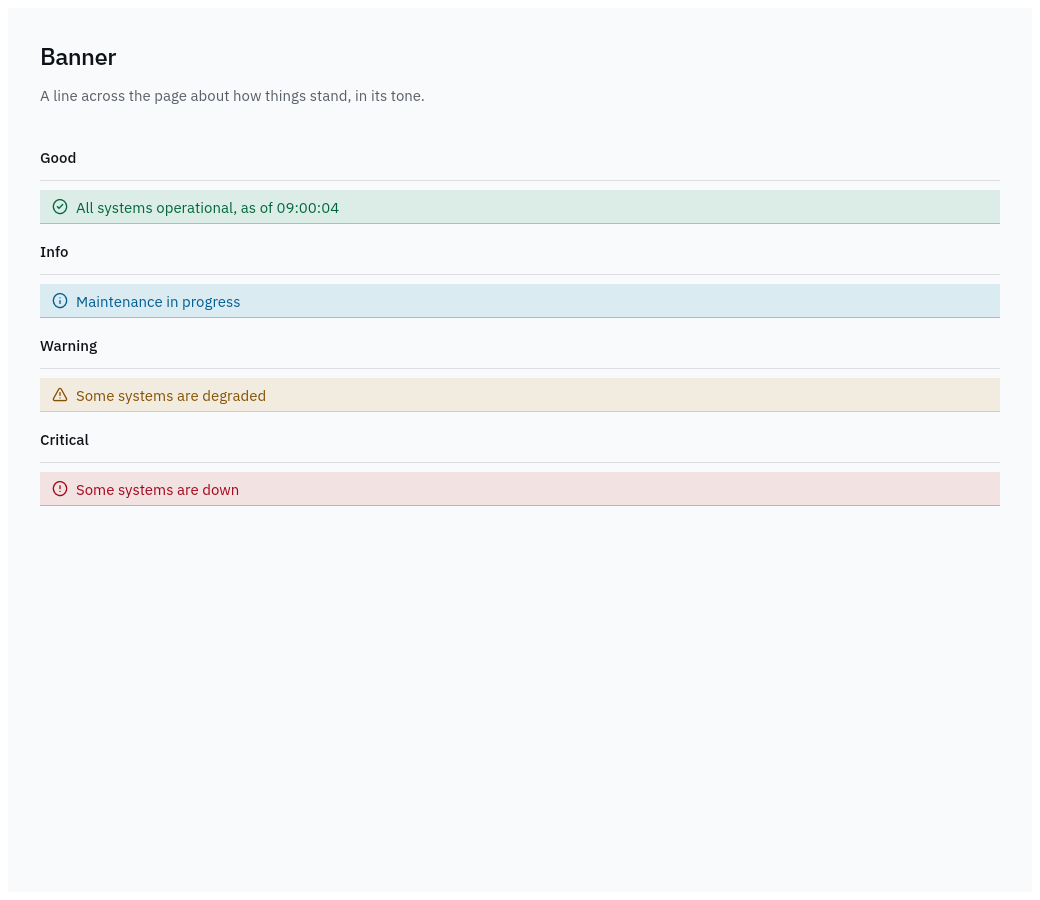 Banner
A line across the page about how things stand, in its tone.
Good
All systems operational, as of 09:00:04
Info
Maintenance in progress
Warning
Some systems are degraded
Critical
Some systems are down